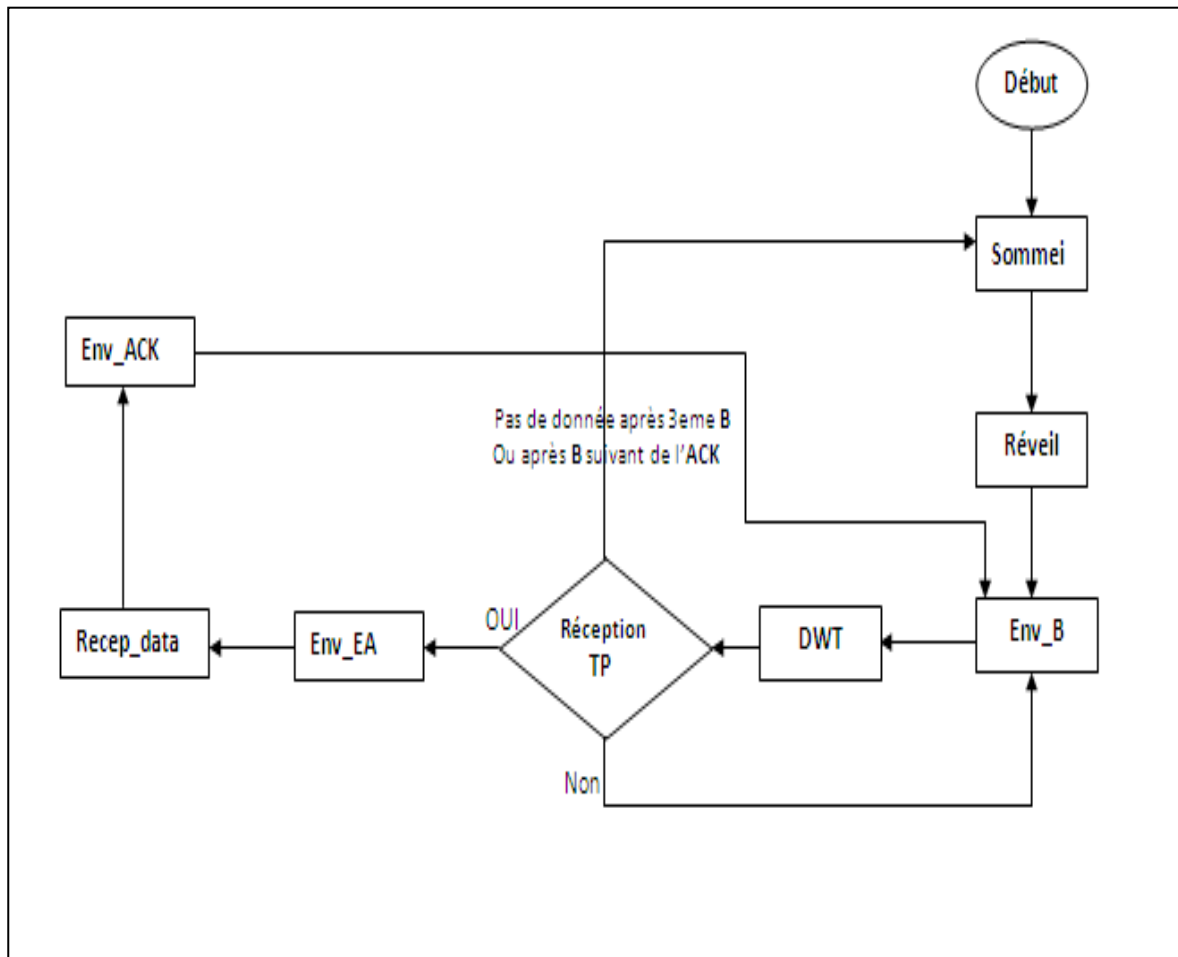 Début
Sommei
Env_ACK
Pas de donnée après 3eme B
Ou après B suivant de l'ACK
Réveil
OUI
Réception
TP
Env_B
DWT
Env_EA
Recep_data
Non